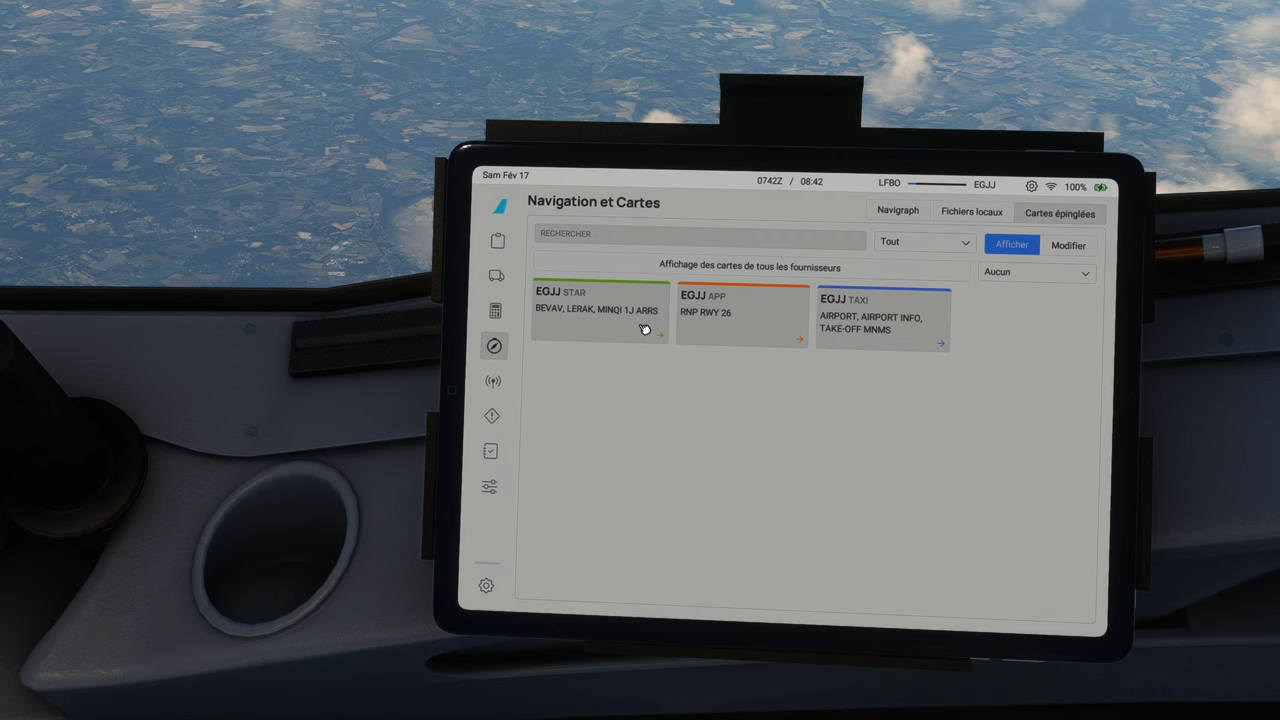 Sam Fév 17
0742Z / 08:42
LFBO
EGJJ
100%
Navigation et Cartes
Navigraph
Fichiers locaux
Cartes épinglées
RECHERCHER
Tout
Afficher
Modifier
Affichage des cartes de tous les fournisseurs
Aucun
EGJJ STAR
BEVAV, LERAK, MINQI 1J ARRS
EGJJ APP
RNP RWY 26
EGJJ TAXI
AIRPORT, AIRPORT INFO,
TAKE-OFF MNMS